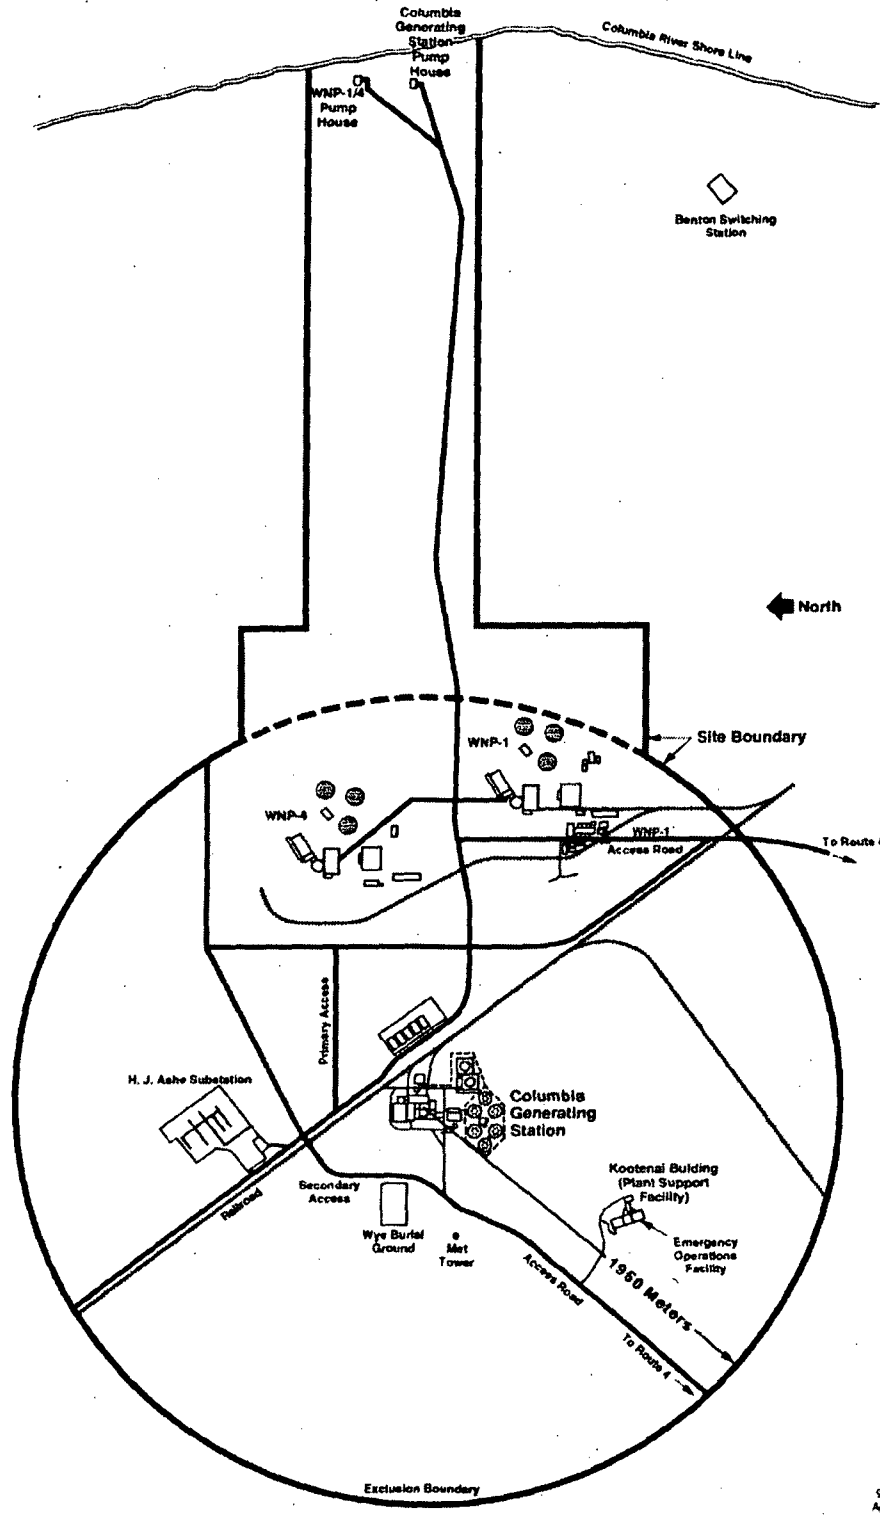 Columbia
Generating
Station
Pump
House
Columbia River Shore Line
WNP-1/4
Pump
House
Benton Switching
Station
North
Site Boundary
WNP-1
WNP-4
WNP-1
Access Road
To Route
Primary Access
H. J. Ashe Substation
Columbia
Generating
Station
Railroad
Secondary
Access
Wye Burial
Ground
Met
Tower
Kootenai Bulding
(Plant Support
Facility)
Emergency
Operations
Facility
Access Road
1950 Meters
To Route 4
Exclusion Boundary